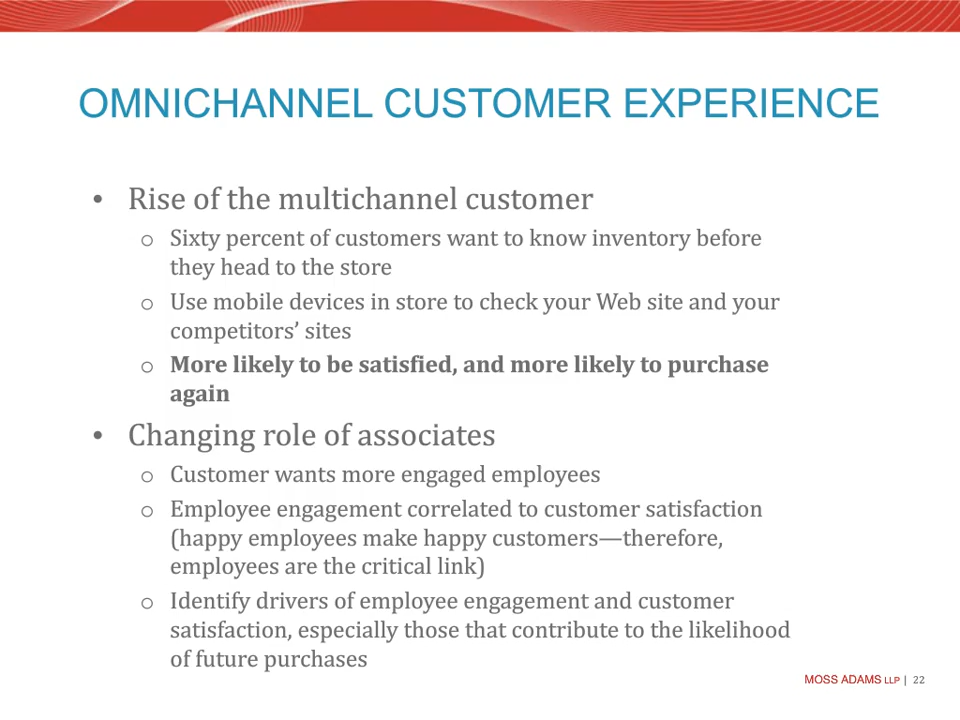 OMNICHANNEL CUSTOMER EXPERIENCE
• Rise of the multichannel customer
o Sixty percent of customers want to know inventory before
they head to the store
o Use mobile devices in store to check your Web site and your
competitors’ sites
o More likely to be satisfied, and more likely to purchase
again
• Changing role of associates
o Customer wants more engaged employees
o Employee engagement correlated to customer satisfaction
(happy employees make happy customers—therefore,
employees are the critical link)
o Identify drivers of employee engagement and customer
satisfaction, especially those that contribute to the likelihood
of future purchases
MOSS ADAMS LLP | 22